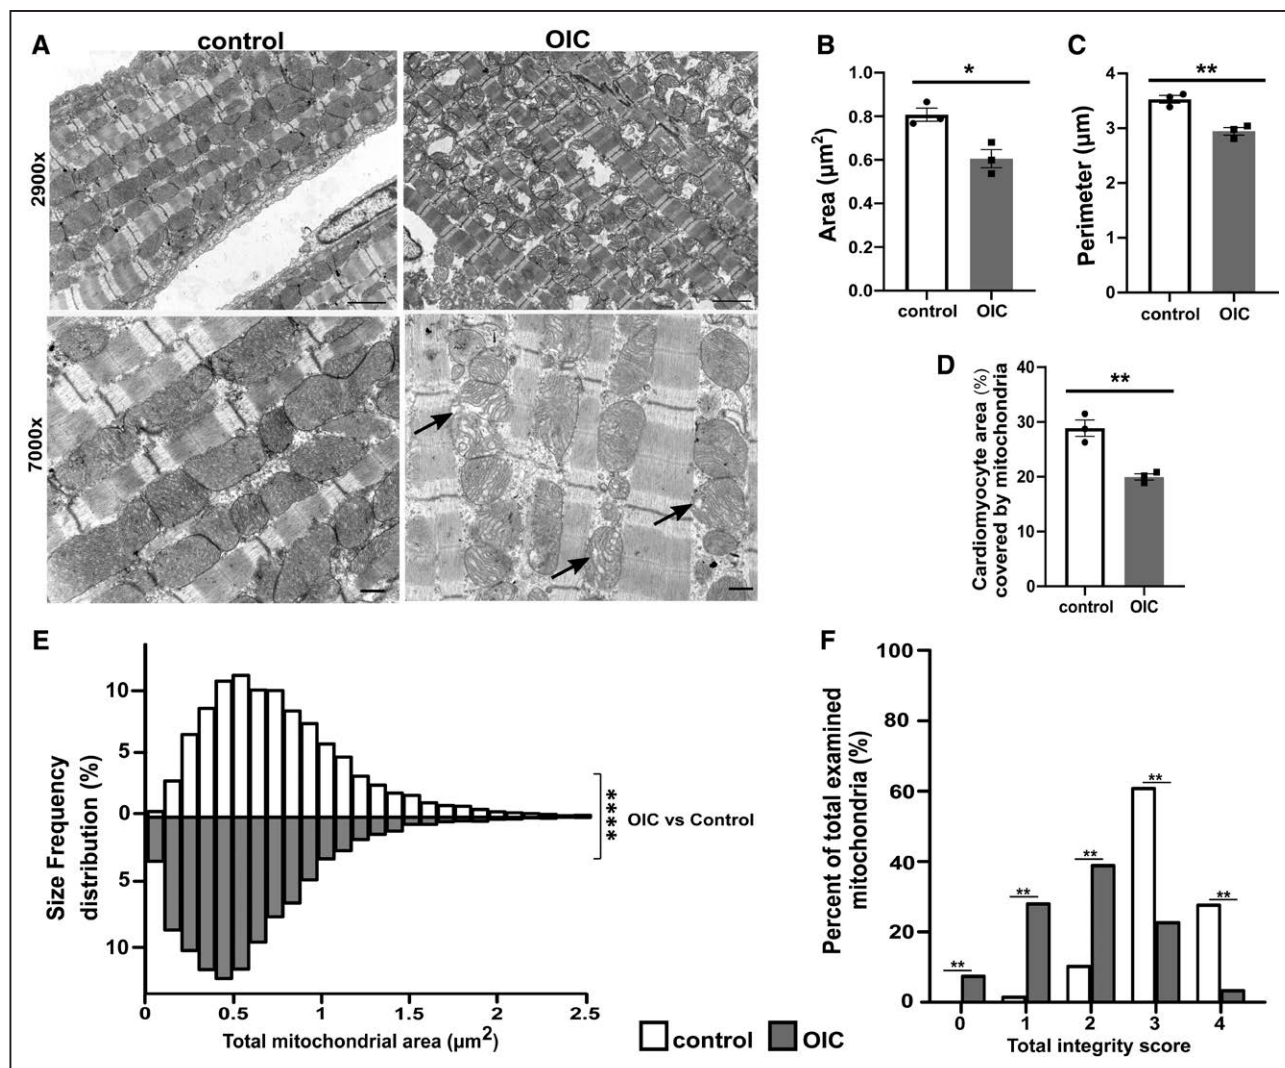 A
control
OIC
2900x
7000x
B
*
Area (µm²)
1.0
0.8
0.6
0.4
0.2
0.0
control
OIC
C
**
Perimeter (µm)
4
3
2
1
0
control
OIC
D
**
Cardiomyocyte area (%)
covered by mitochondria
40
30
20
10
0
control
OIC
E
Size Frequency
distribution (%)
10
5
0
5
10
0
0.5
1
1.5
2
2.5
Total mitochondrial area (µm²)
****
OIC vs Control
control
OIC
F
Percent of total examined
mitochondria (%)
100
80
60
40
20
0
**
**
**
**
**
0
1
2
3
4
Total integrity score